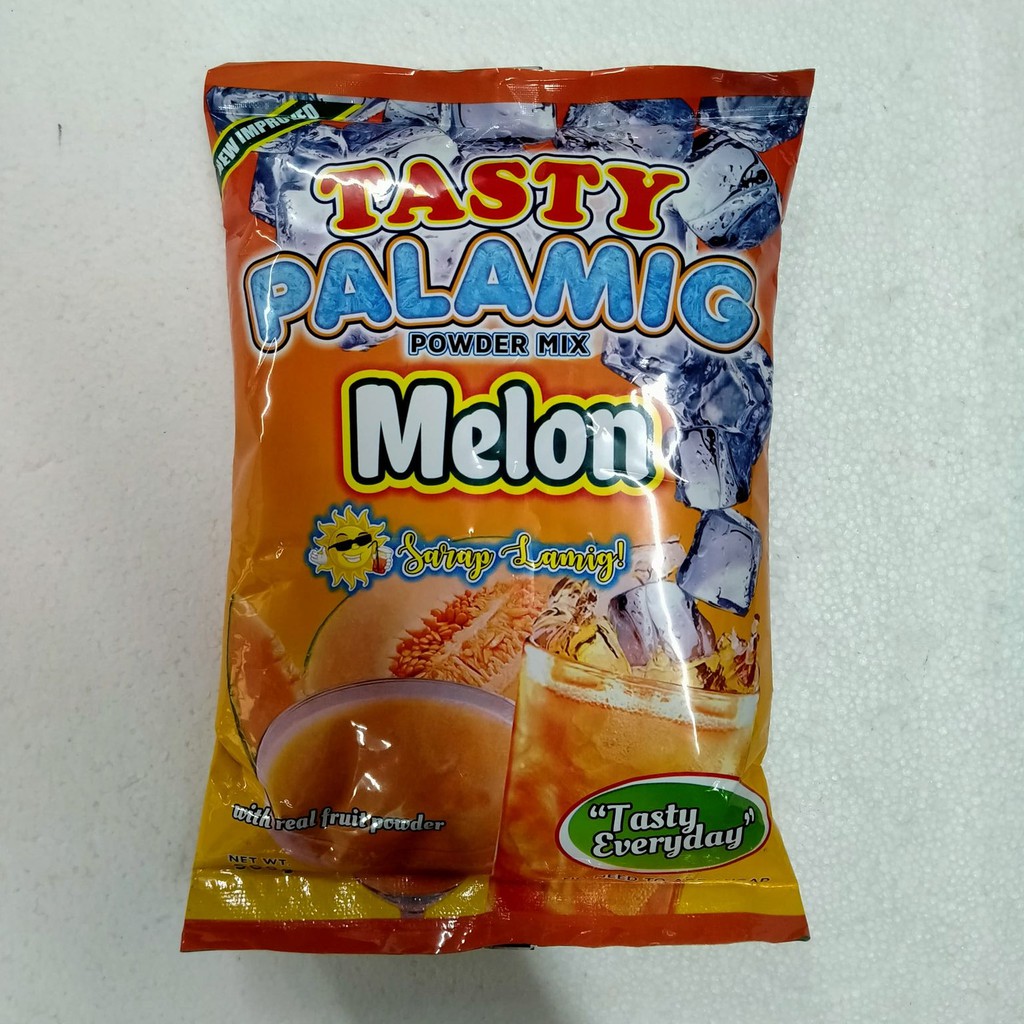 NEW IMPROVED
TASTY
PALAMIG
POWDER MIX
Melon
Sarap Lamig!
with real fruit powder
"Tasty
Everyday"
NET WT.